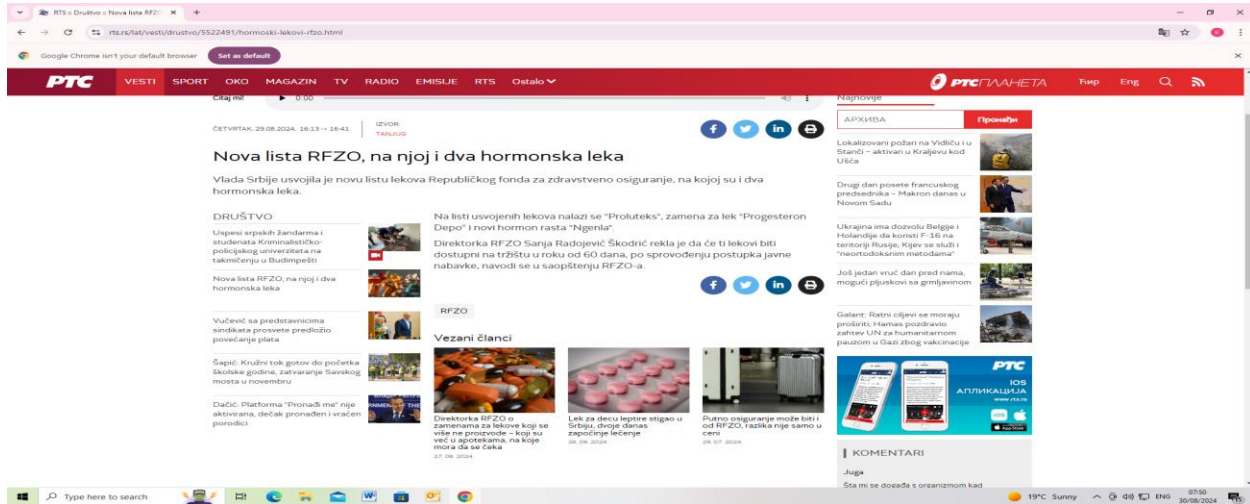 RTS :: Društvo :: Nova lista RFZ
rts.rs/lat/vesti/drustvo/5522491/hormoski-lekovi-rfzo.html
Google Chrome isn't your default browser
Set as default
РТС
VESTI SPORT OKO MAGAZIN TV RADIO EMISIJE RTS Ostalo
РТСПЛАНЕТА
Ћир Eng
Čitaj mi!
0:00
ČETVRTAK, 29.08.2024, 16:13 -> 16:41
IZVOR:
TANJUG
Nova lista RFZO, na njoj i dva hormonska leka
Vlada Srbije usvojila je novu listu lekova Republičkog fonda za zdravstveno osiguranje, na kojoj su i dva
hormonska leka.
DRUŠTVO
Uspesi srpskih žandarma i
studenata Kriminalističko-
policijskog univerziteta na
takmičenju u Budimpešti
Nova lista RFZO, na njoj i dva
hormonska leka
Vučević sa predstavnicima
sindikata prosvete predložio
povećanje plata
Šapić: Kružni tok gotov do početka
školske godine, zatvaranje Savskog
mosta u novembru
Dačić: Platforma "Pronađi me" nije
aktivirana, dečak pronađen i vraćen
porodici
Na listi usvojenih lekova nalazi se "Proluteks", zamena za lek "Progesteron
Depo" i novi hormon rasta "Ngenla".
Direktorka RFZO Sanja Radojević Škodrić rekla je da će ti lekovi biti
dostupni na tržištu u roku od 60 dana, po sprovođenju postupka javne
nabavke, navodi se u saopštenju RFZO-a.
RFZO
Vezani članci
Direktorka RFZO o
zamenama za lekove koji se
više ne proizvode – koji su
već u apotekama, na koje
mora da se čeka
27. 08. 2024
Lek za decu leptire stigao u
Srbiju, dvoje danas
započinje lečenje
26. 08. 2024
Putno osiguranje može biti i
od RFZO, razlika nije samo u
ceni
26. 07. 2024
Najnovije
АРХИВА
Пронађи
Lokalizovani požari na Vidliču i u
Stanči – aktivan u Kraljevu kod
Ušća
Drugi dan posete francuskog
predsednika – Makron danas u
Novom Sadu
Ukrajina ima dozvolu Belgije i
Holandije da koristi F-16 na
teritoriji Rusije, Kijev se služi i
"neortodoksnim metodama"
Još jedan vruć dan pred nama,
mogući pljuskovi sa grmljavinom
Galant: Ratni ciljevi se moraju
proširiti; Hamas pozdravio
zahtev UN za humanitarnom
pauzom u Gazi zbog vakcinacije
РТС
iOS
АПЛИКАЦИЈА
www.rts.rs
App Store
KOMENTARI
Juga
Šta mi se događa s organizmom kad
Type here to search
19°C Sunny
ENG
07:50
30/08/2024